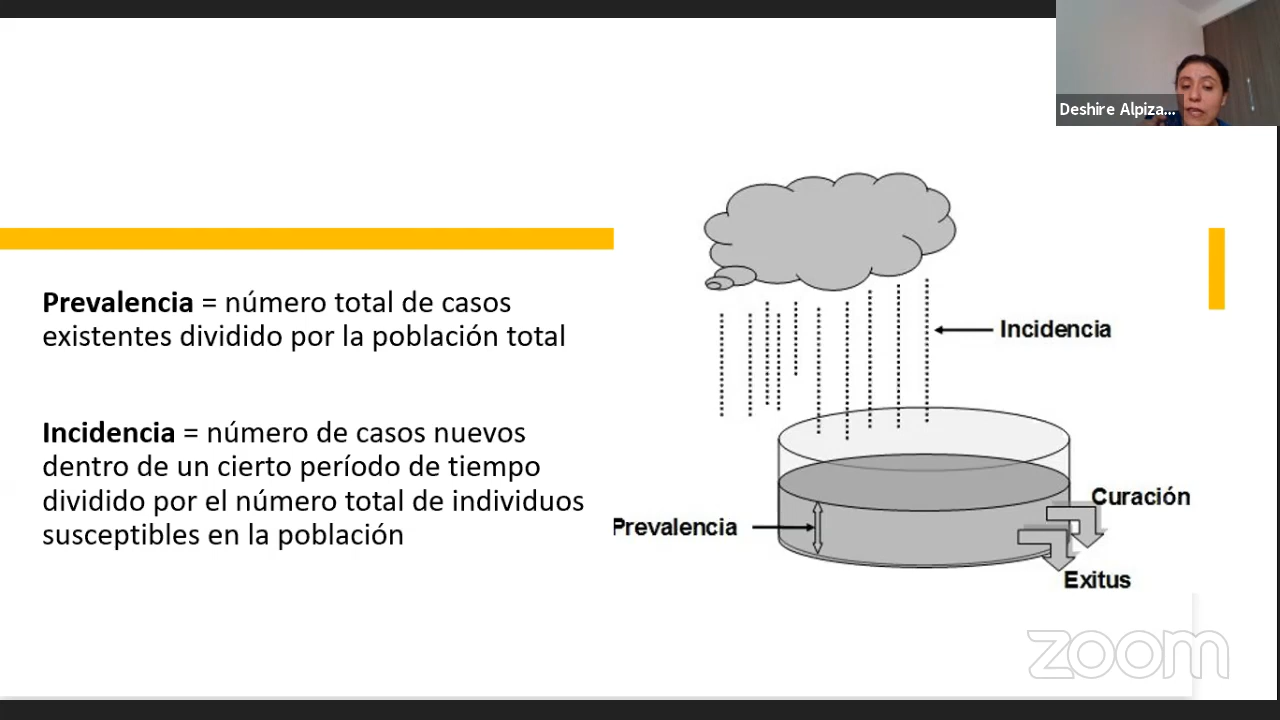 Deshire Alpiza...
Prevalencia = número total de casos
existentes dividido por la población total
Incidencia = número de casos nuevos
dentro de un cierto período de tiempo
dividido por el número total de individuos
susceptibles en la población
Incidencia
Prevalencia
Curación
Exitus
zoom